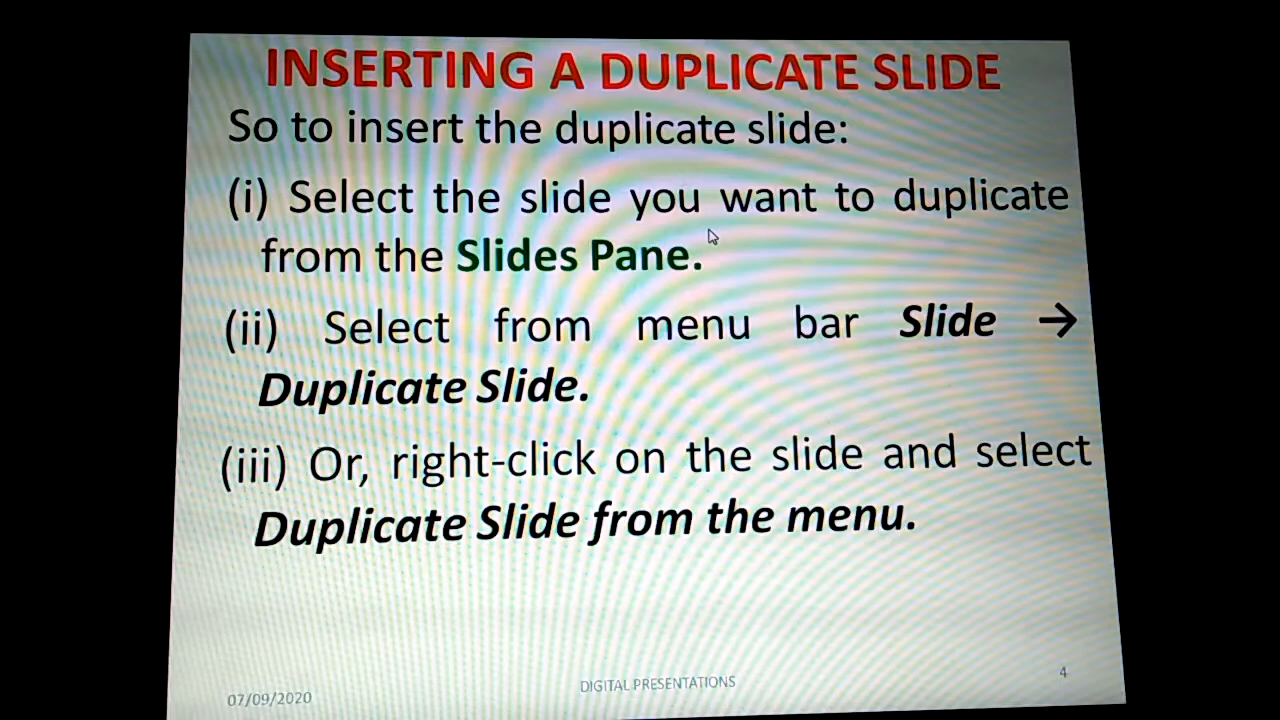 INSERTING A DUPLICATE SLIDE
So to insert the duplicate slide:
(i) Select the slide you want to duplicate
from the Slides Pane.
(ii) Select from menu bar Slide →
Duplicate Slide.
(iii) Or, right-click on the slide and select
Duplicate Slide from the menu.
07/09/2020
DIGITAL PRESENTATIONS
4